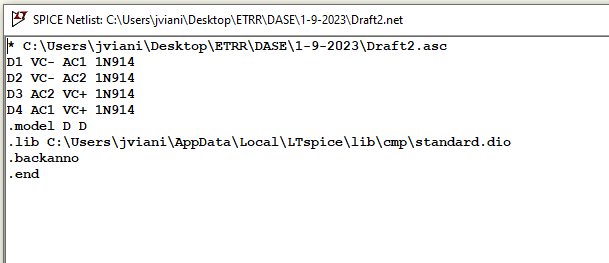 SPICE Netlist: C:\Users\jviani\Desktop\ETRR\DASE\1-9-2023\Draft2.net
* C:\Users\jviani\Desktop\ETRR\DASE\1-9-2023\Draft2.asc
D1 VC- AC1 1N914
D2 VC- AC2 1N914
D3 AC2 VC+ 1N914
D4 AC1 VC+ 1N914
.model D D
.lib C:\Users\jviani\AppData\Local\LTspice\lib\cmp\standard.dio
.backanno
.end